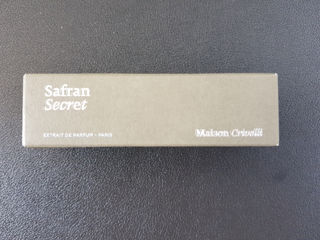 Safran
Secret
EXTRAIT DE PARFUM - PARIS
Maison Crivelli